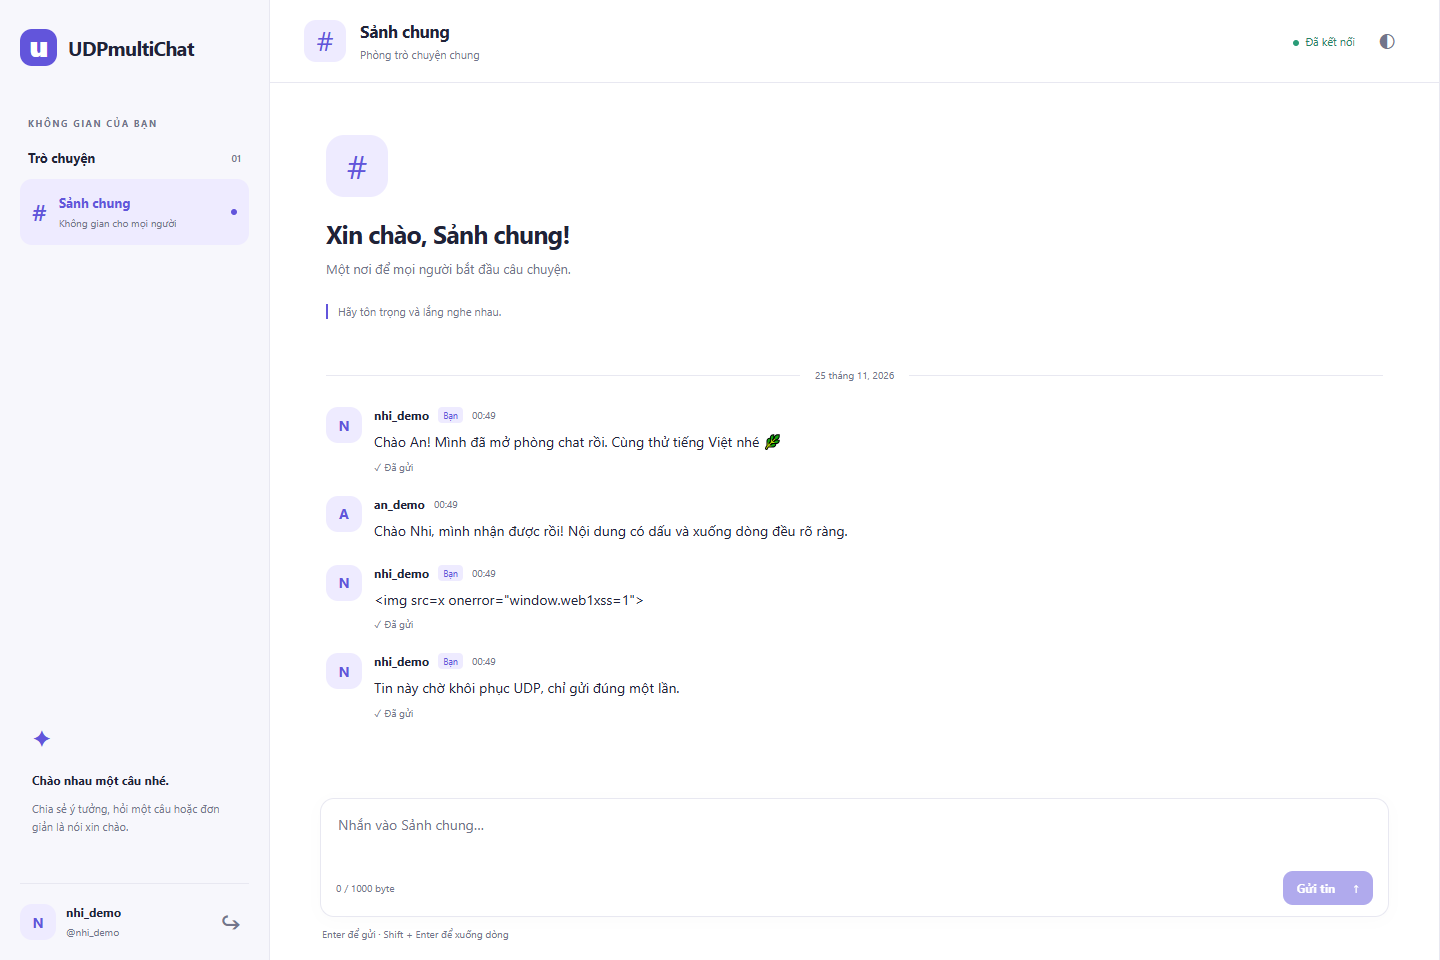 u UDPmultiChat
KHÔNG GIAN CỦA BẠN
Trò chuyện 01
# Sảnh chung
Không gian cho mọi người
✦
Chào nhau một câu nhé.
Chia sẻ ý tưởng, hỏi một câu hoặc đơn
giản là nói xin chào.
N nhi_demo
@nhi_demo
# Sảnh chung
Phòng trò chuyện chung
Đã kết nối
#
Xin chào, Sảnh chung!
Một nơi để mọi người bắt đầu câu chuyện.
Hãy tôn trọng và lắng nghe nhau.
25 tháng 11, 2026
N nhi_demo Bạn 00:49
Chào An! Mình đã mở phòng chat rồi. Cùng thử tiếng Việt nhé 🌿
✓ Đã gửi
A an_demo 00:49
Chào Nhi, mình nhận được rồi! Nội dung có dấu và xuống dòng đều rõ ràng.
N nhi_demo Bạn 00:49
<img src=x onerror="window.web1xss=1">
✓ Đã gửi
N nhi_demo Bạn 00:49
Tin này chờ khôi phục UDP, chỉ gửi đúng một lần.
✓ Đã gửi
Nhắn vào Sảnh chung...
0 / 1000 byte
Gửi tin ↑
Enter để gửi · Shift + Enter để xuống dòng